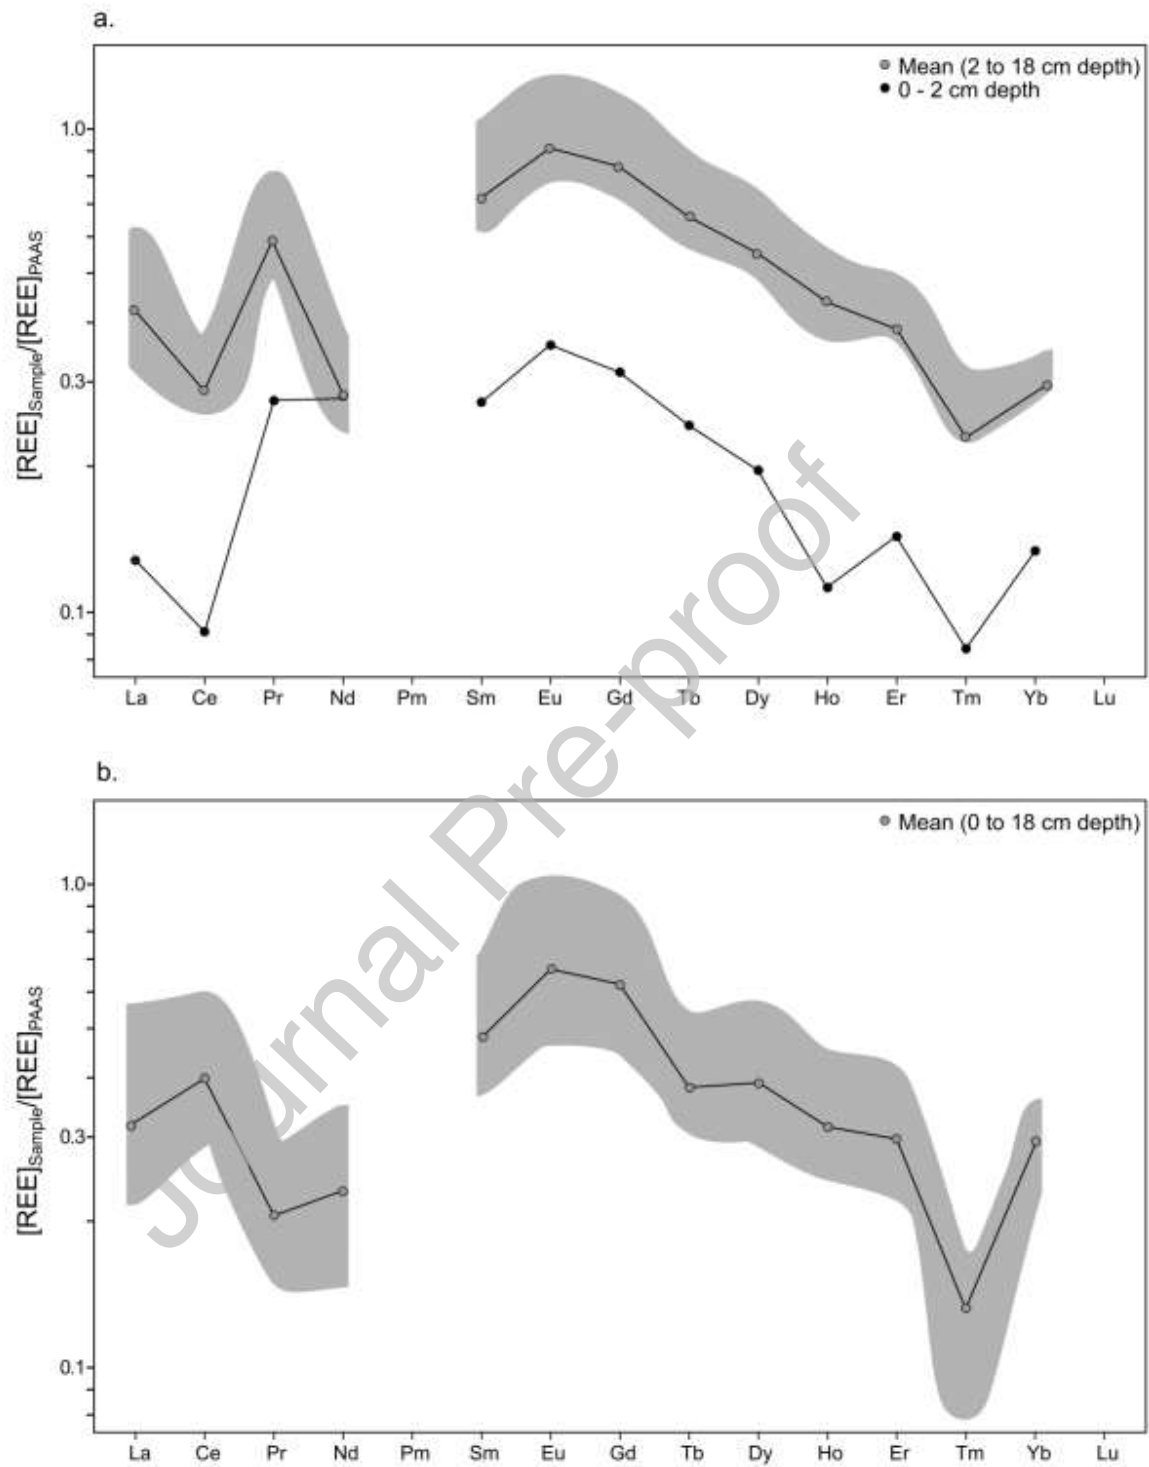 a.
Mean (2 to 18 cm depth)
0 - 2 cm depth
1.0
0.3
0.1
[REE]Sample/[REE]PAAS
La Ce Pr Nd Pm Sm Eu Gd Tb Dy Ho Er Tm Yb Lu
Journal Pre-proof
b.
Mean (0 to 18 cm depth)
1.0
0.3
0.1
[REE]Sample/[REE]PAAS
La Ce Pr Nd Pm Sm Eu Gd Tb Dy Ho Er Tm Yb Lu